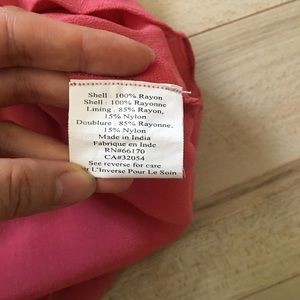 Shell : 100% Rayon
Shell : 100% Rayonne
Lining : 85% Rayon,
15% Nylon
Doublure : 85% Rayonne,
15% Nylon
Made in India
Fabrique en Inde
RN#66170
CA#32054
See reverse for care
L'Inverse Pour Le Soin